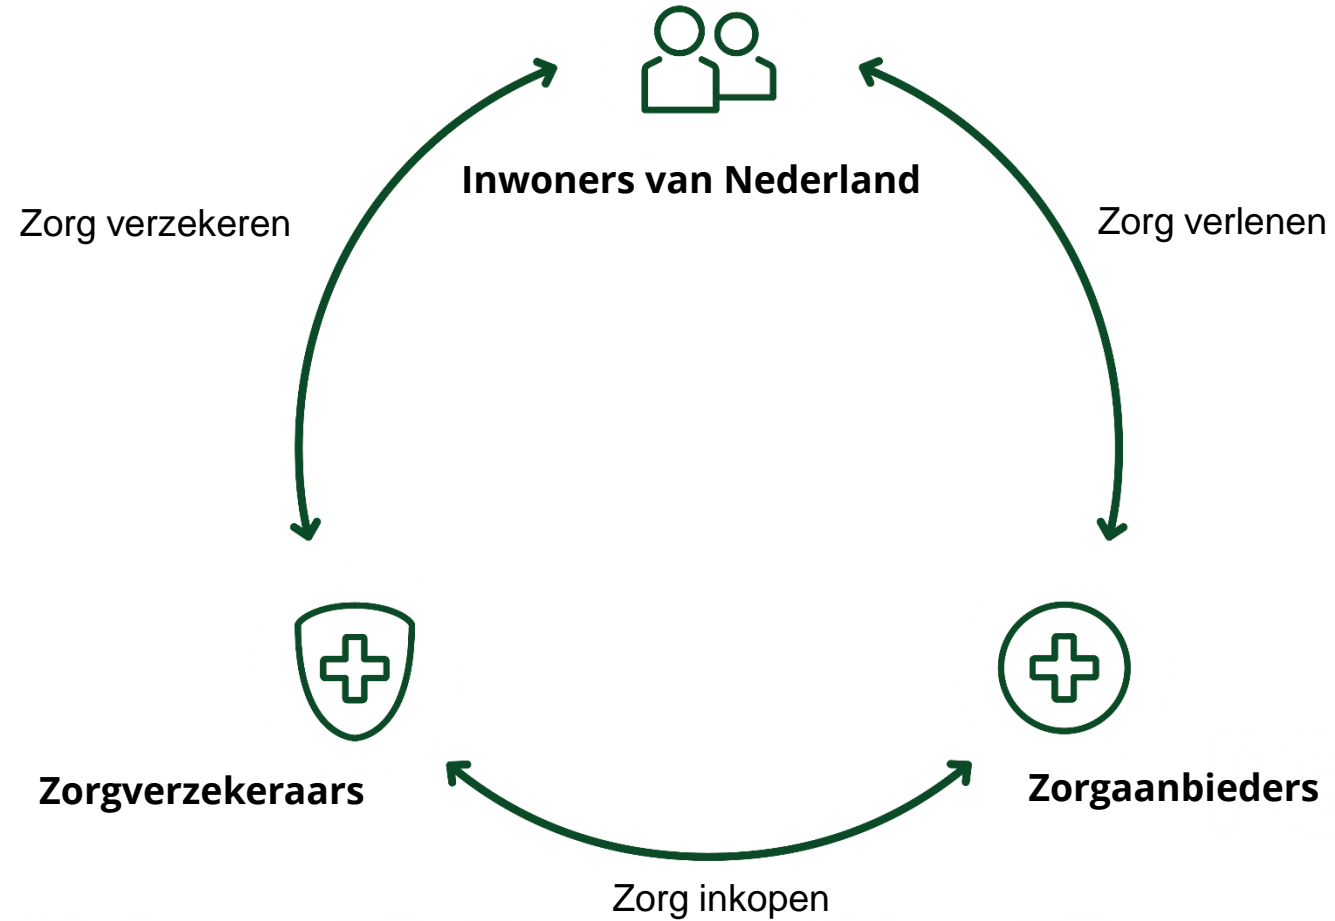 Inwoners van Nederland
Zorg verzekeren
Zorg verlenen
Zorgverzekeraars
Zorgaanbieders
Zorg inkopen